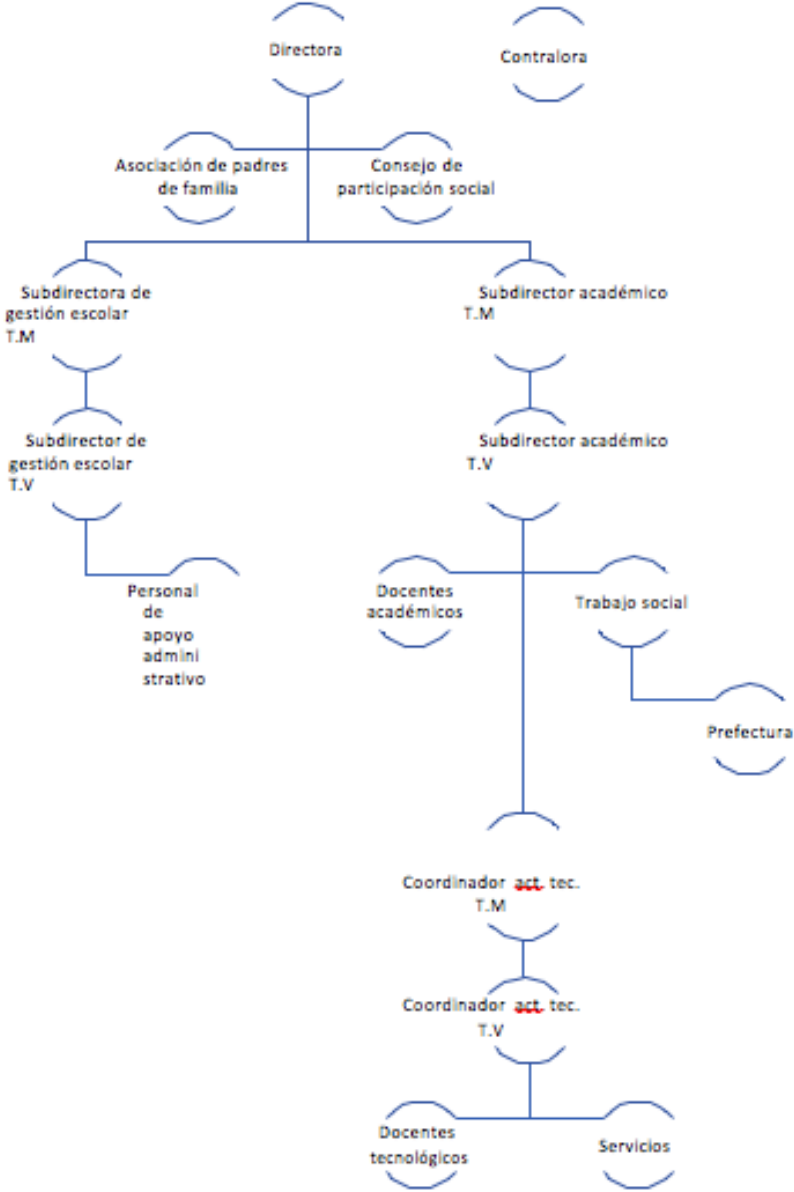 Directora
Contralora
Asociación de padres
de familia
Consejo de
participación social
Subdirectora de
gestión escolar
T.M
Subdirector académico
T.M
Subdirector de
gestión escolar
T.V
Subdirector académico
T.V
Personal
de
apoyo
admini
strativo
Docentes
académicos
Trabajo social
Prefectura
Coordinador act. tec.
T.M
Coordinador act. tec.
T.V
Docentes
tecnológicos
Servicios